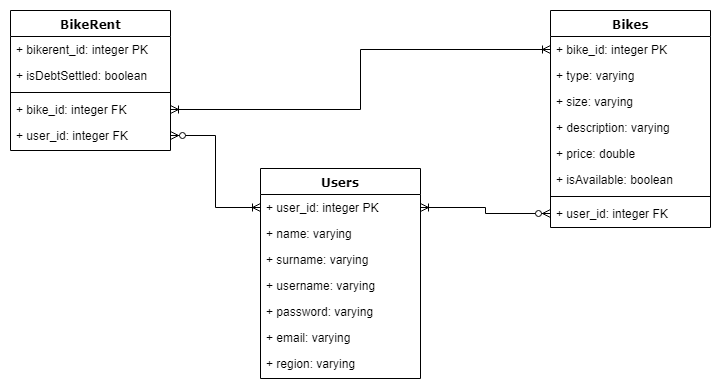 BikeRent
+ bikerent_id: integer PK
+ isDebtSettled: boolean
+ bike_id: integer FK
+ user_id: integer FK
Users
+ user_id: integer PK
+ name: varying
+ surname: varying
+ username: varying
+ password: varying
+ email: varying
+ region: varying
Bikes
+ bike_id: integer PK
+ type: varying
+ size: varying
+ description: varying
+ price: double
+ isAvailable: boolean
+ user_id: integer FK